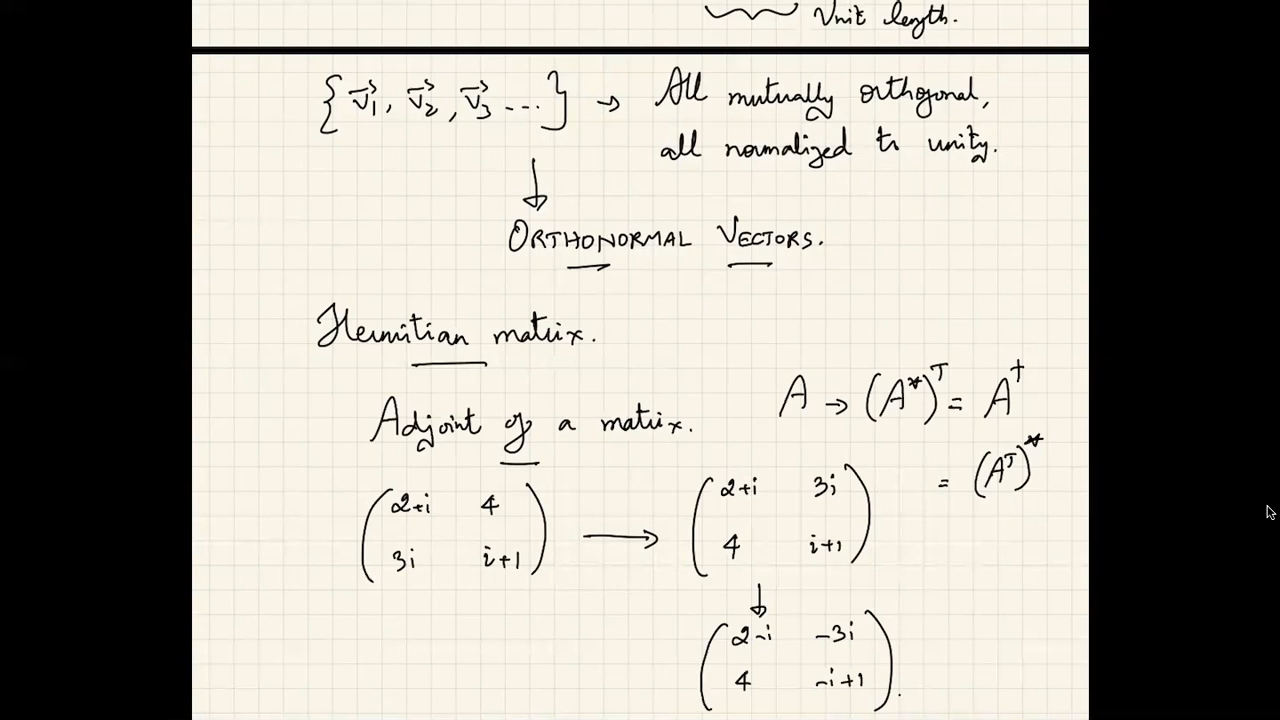 Unit length.
{v⃗1, v⃗2, v⃗3 ....} → All mutually orthogonal,
all normalized to unity.
↓
ORTHONORMAL VECTORS.
Hermitian matrix.
A → (A*)ᵀ = A†
Adjoint of a matrix.
= (Aᵀ)*
(2+i 4 → (2+i 3i
3i i+1) 4 i+1)
↓
(2-i -3i
4 -i+1).